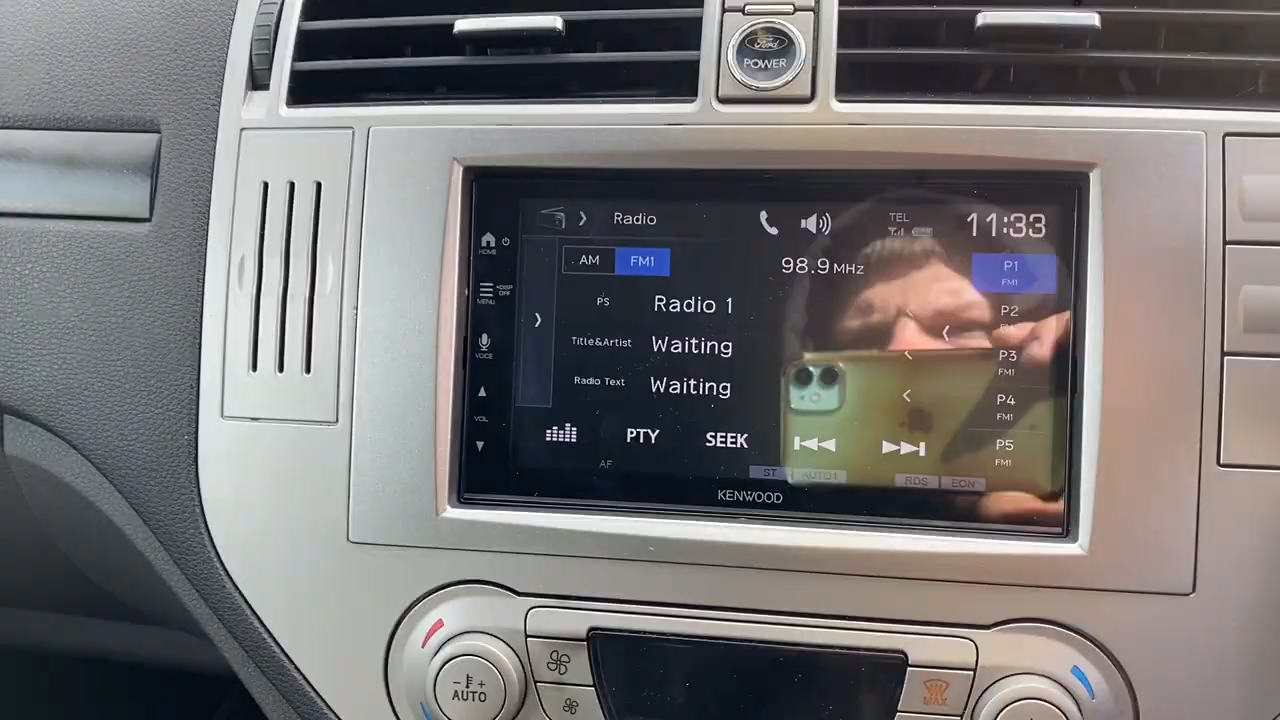 Ford
POWER
Radio
TEL
11:33
HOME
AM FM1
98.9 MHz
P1
FM1
MENU
DISP
OFF
PS Radio 1
P2
VOICE
Title&Artist Waiting
P3
FM1
Radio Text Waiting
P4
FM1
VOL
PTY SEEK
P5
FM1
AF
ST AUTO1 RDS EON
KENWOOD
AUTO
MAX